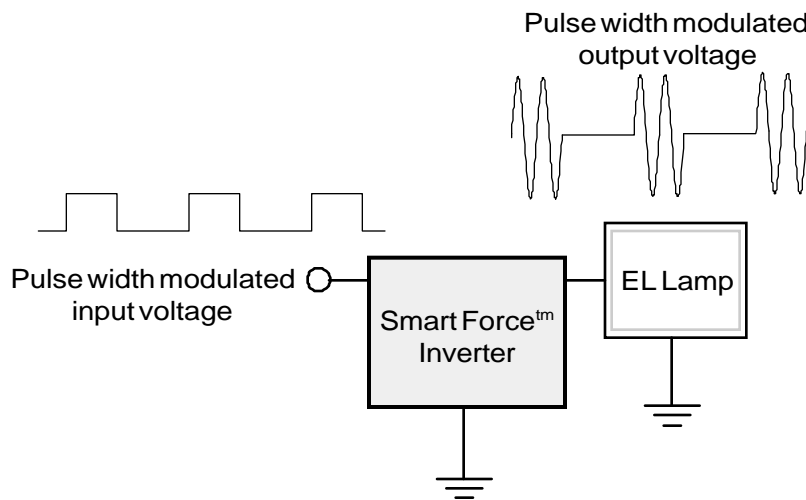 Pulse width modulated
output voltage
Pulse width modulated
input voltage
Smart Force™
Inverter
EL Lamp